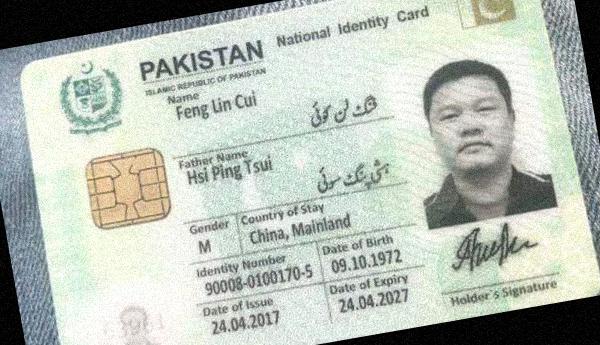 PAKISTAN National Identity Card
ISLAMIC REPUBLIC OF PAKISTAN
Name
Feng Lin Cui
فنگ لن کوئی
Father Name
Hsi Ping Tsui
ہشی پنگ سوئی
Gender Country of Stay
M China, Mainland
Identity Number Date of Birth
90008-0100170-5 09.10.1972
Date of Issue Date of Expiry
24.04.2017 24.04.2027
Holder's Signature